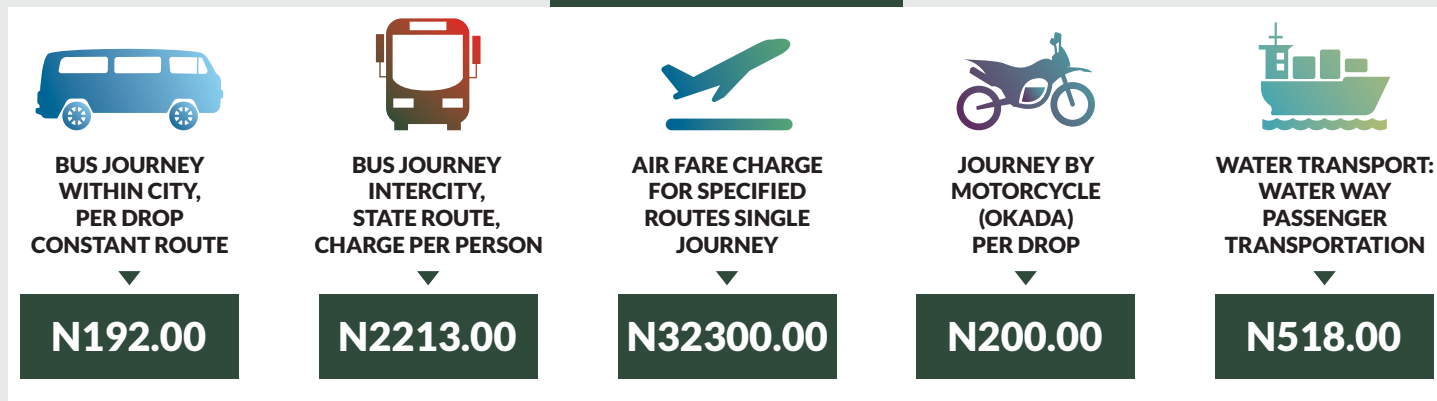 BUS JOURNEY
WITHIN CITY,
PER DROP
CONSTANT ROUTE
N192.00
BUS JOURNEY
INTERCITY,
STATE ROUTE,
CHARGE PER PERSON
N2213.00
AIR FARE CHARGE
FOR SPECIFIED
ROUTES SINGLE
JOURNEY
N32300.00
JOURNEY BY
MOTORCYCLE
(OKADA)
PER DROP
N200.00
WATER TRANSPORT:
WATER WAY
PASSENGER
TRANSPORTATION
N518.00